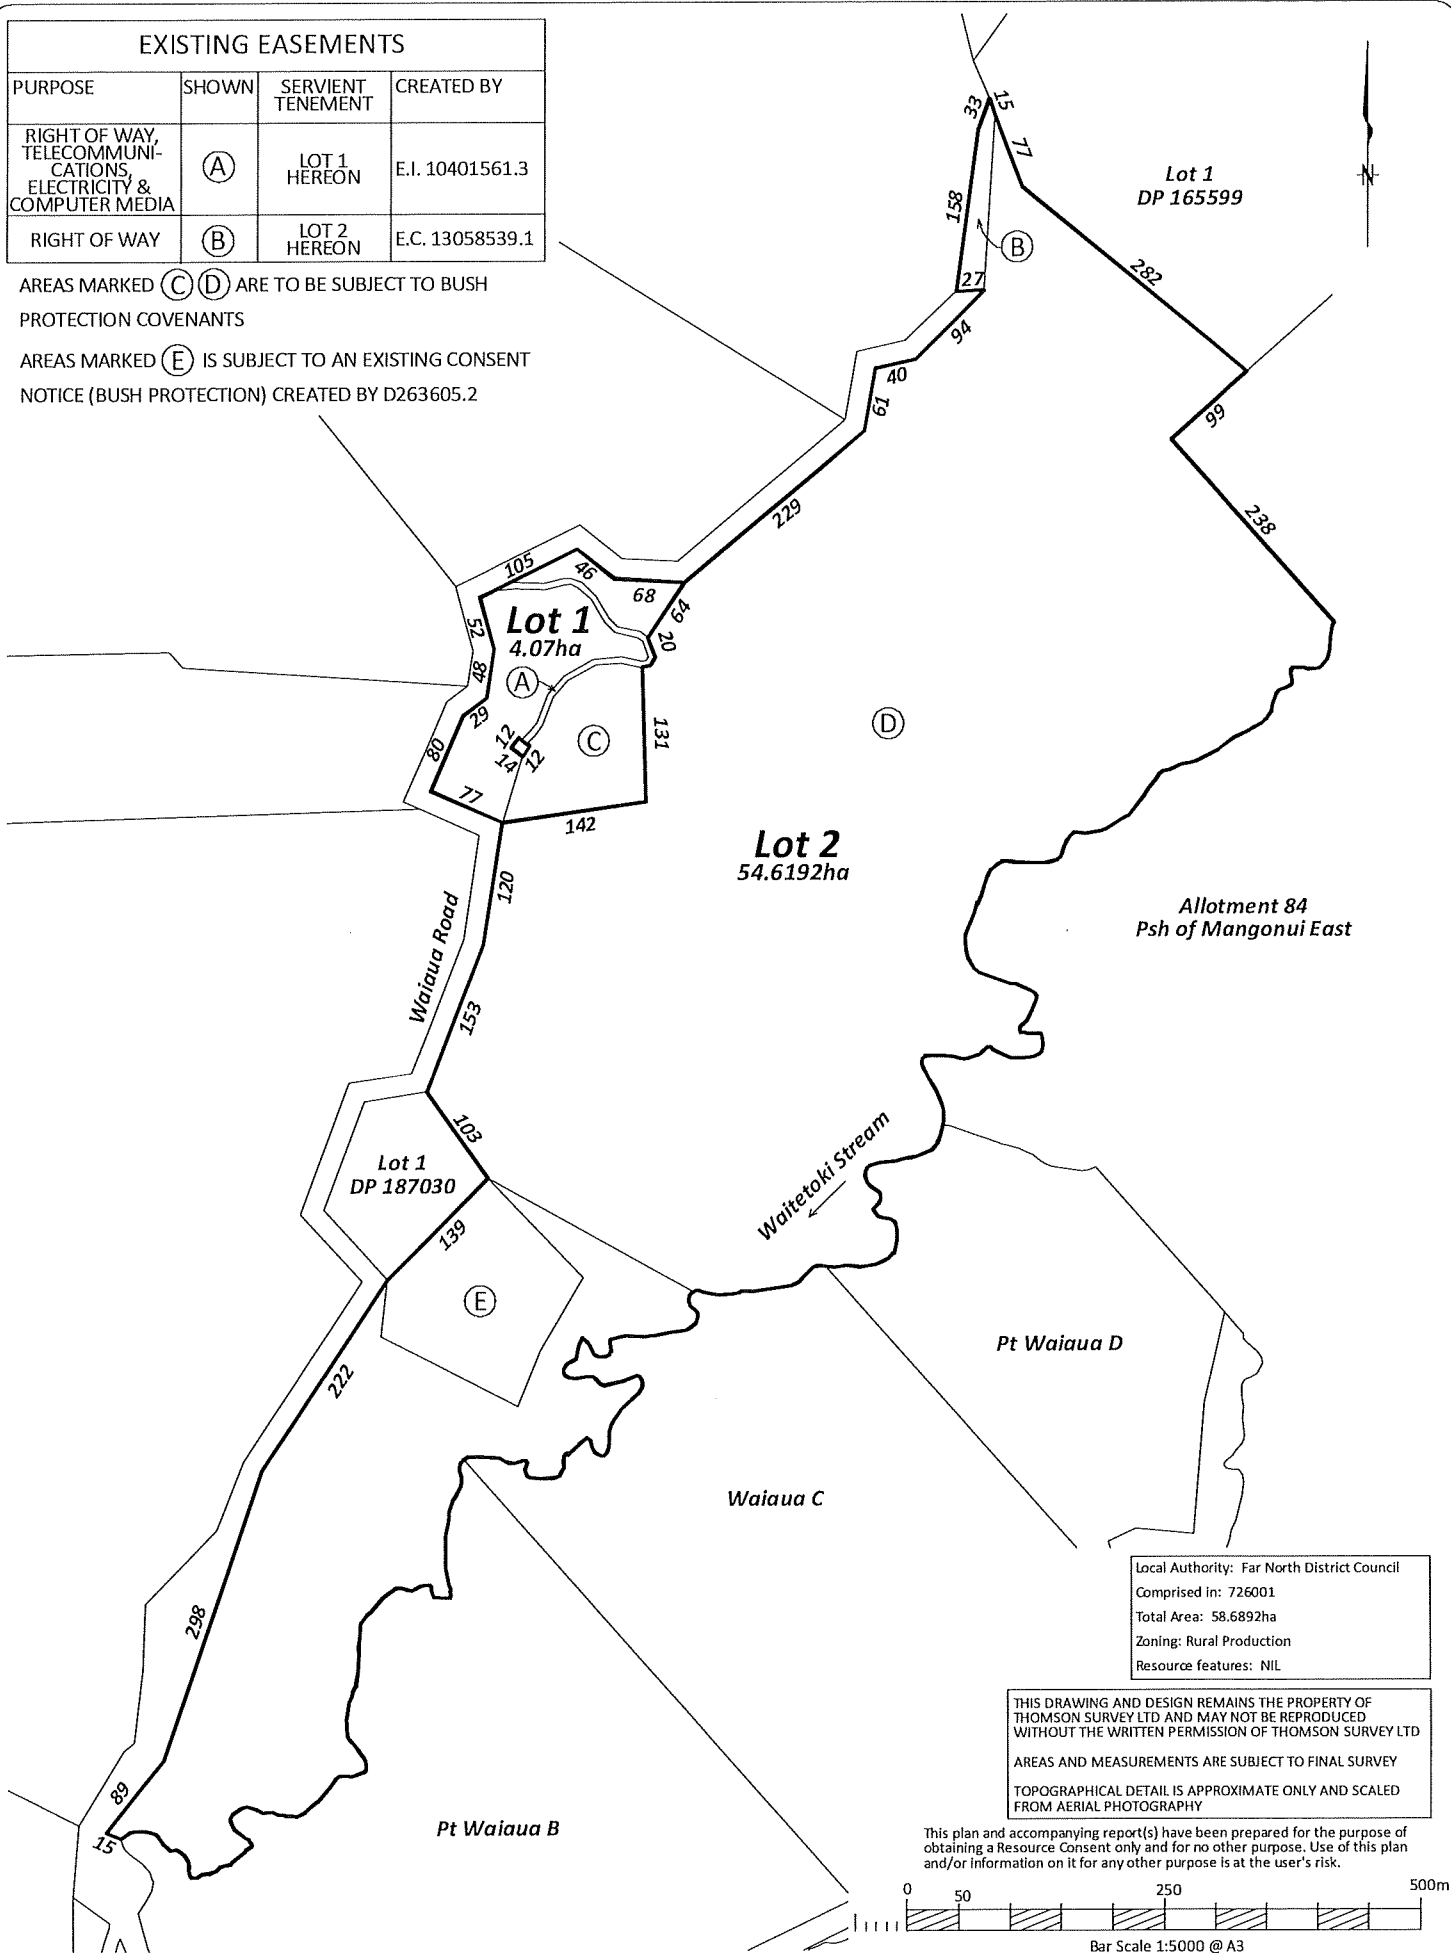 EXISTING EASEMENTS
PURPOSE SHOWN SERVIENT TENEMENT CREATED BY
RIGHT OF WAY,
TELECOMMUNI-
CATIONS,
ELECTRICITY &
COMPUTER MEDIA
A
LOT 1
HEREON
E.I. 10401561.3
RIGHT OF WAY
B
LOT 2
HEREON
E.C. 13058539.1
AREAS MARKED C D ARE TO BE SUBJECT TO BUSH
PROTECTION COVENANTS
AREAS MARKED E IS SUBJECT TO AN EXISTING CONSENT
NOTICE (BUSH PROTECTION) CREATED BY D263605.2
N
33
15
77
Lot 1
DP 165599
158
B
27
282
94
40
61
99
229
238
105
46
68
64
20
Lot 1
4.07ha
52
48
A
29
80
12
14
12
C
131
77
142
D
Lot 2
54.6192ha
120
Waiaua Road
153
Allotment 84
Psh of Mangonui East
103
Lot 1
DP 187030
139
Waitetoki Stream
E
222
Pt Waiaua D
Waiaua C
298
89
15
Pt Waiaua B
Local Authority: Far North District Council
Comprised in: 726001
Total Area: 58.6892ha
Zoning: Rural Production
Resource features: NIL
THIS DRAWING AND DESIGN REMAINS THE PROPERTY OF
THOMSON SURVEY LTD AND MAY NOT BE REPRODUCED
WITHOUT THE WRITTEN PERMISSION OF THOMSON SURVEY LTD
AREAS AND MEASUREMENTS ARE SUBJECT TO FINAL SURVEY
TOPOGRAPHICAL DETAIL IS APPROXIMATE ONLY AND SCALED
FROM AERIAL PHOTOGRAPHY
This plan and accompanying report(s) have been prepared for the purpose of
obtaining a Resource Consent only and for no other purpose. Use of this plan
and/or information on it for any other purpose is at the user's risk.
0 50 250 500m
Bar Scale 1:5000 @ A3